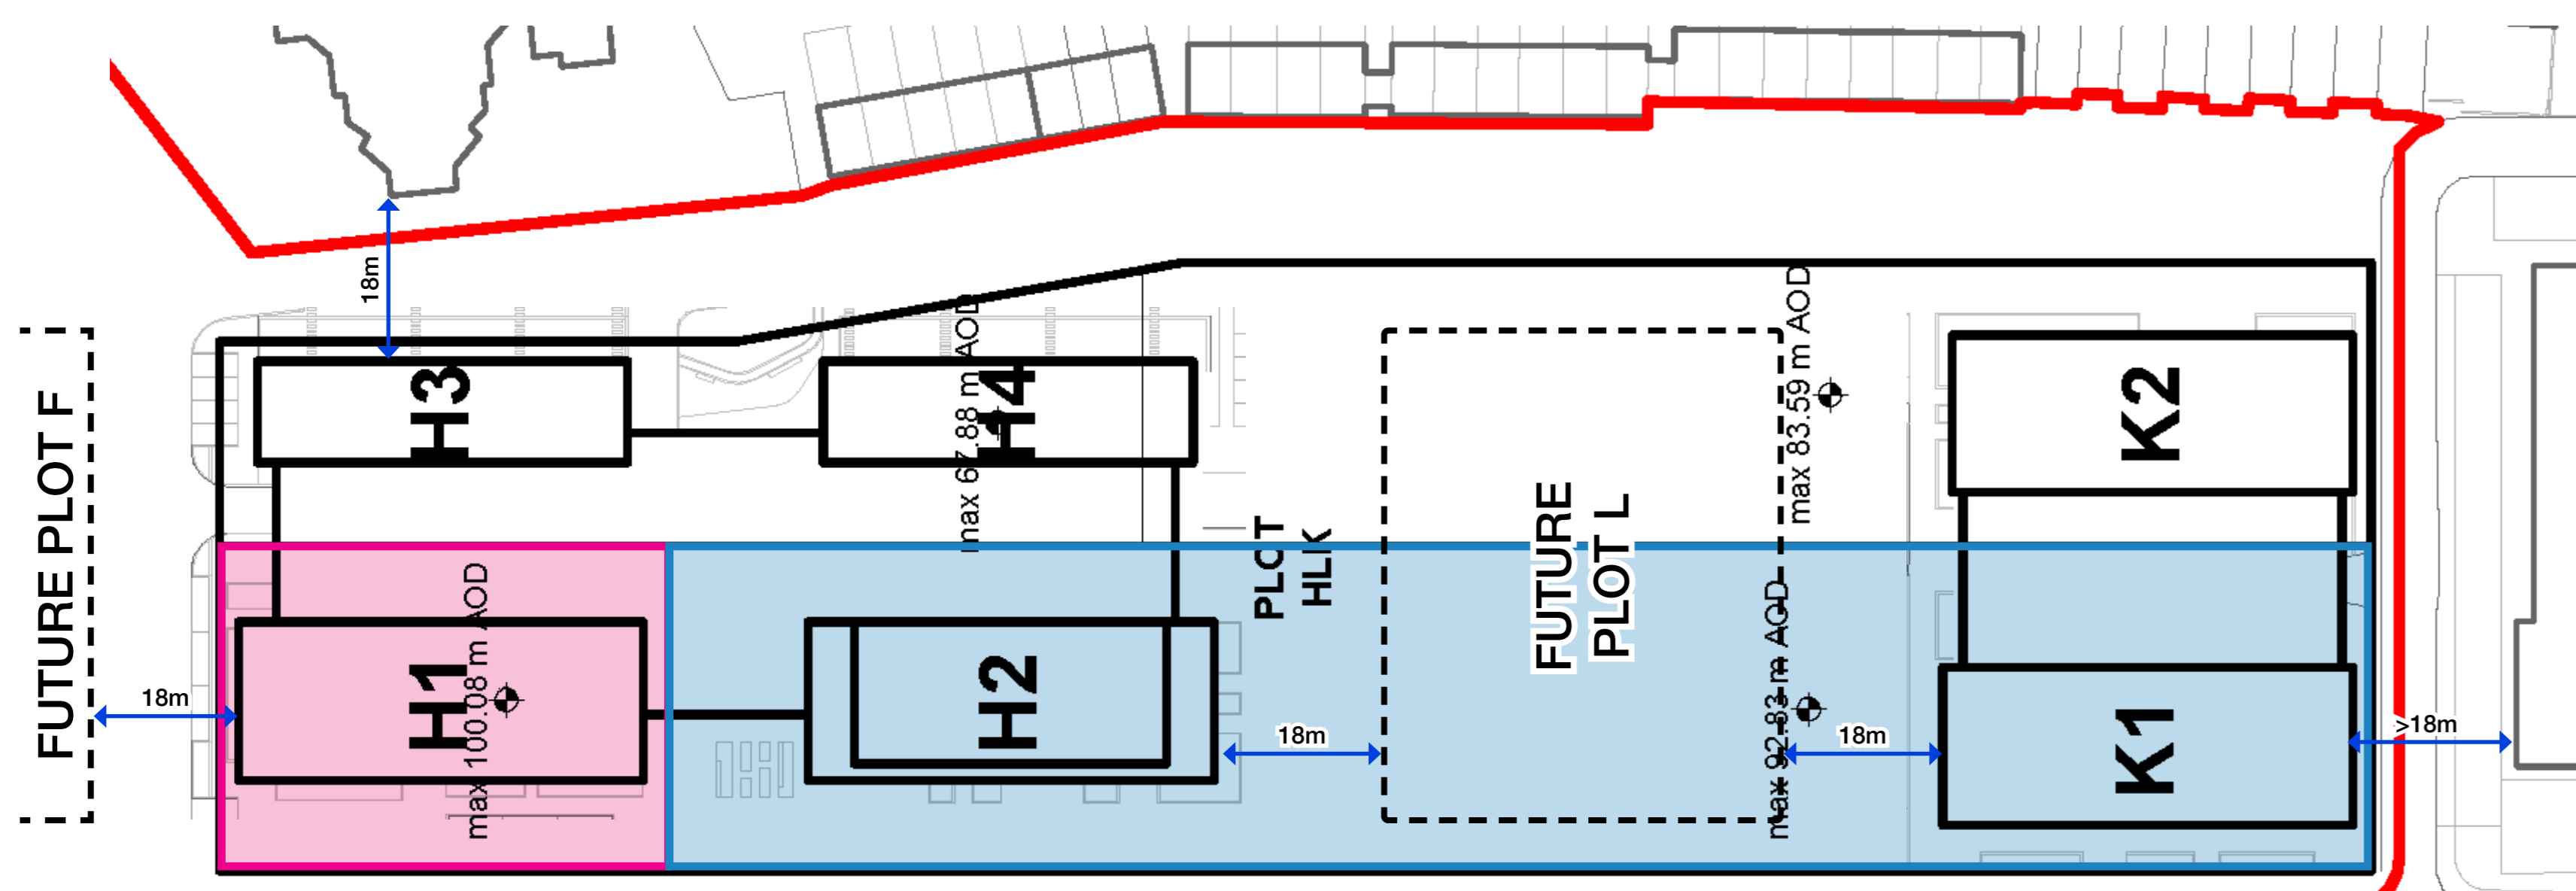 18m
H3
H4
max 67.88 m AOD
max 83.59 m AOD
K2
FUTURE PLOT F
PLOT
HLK
FUTURE
PLOT L
18m
H1
max 100.08 m AOD
H2
18m
max 92.83 m AOD
18m
K1
>18m